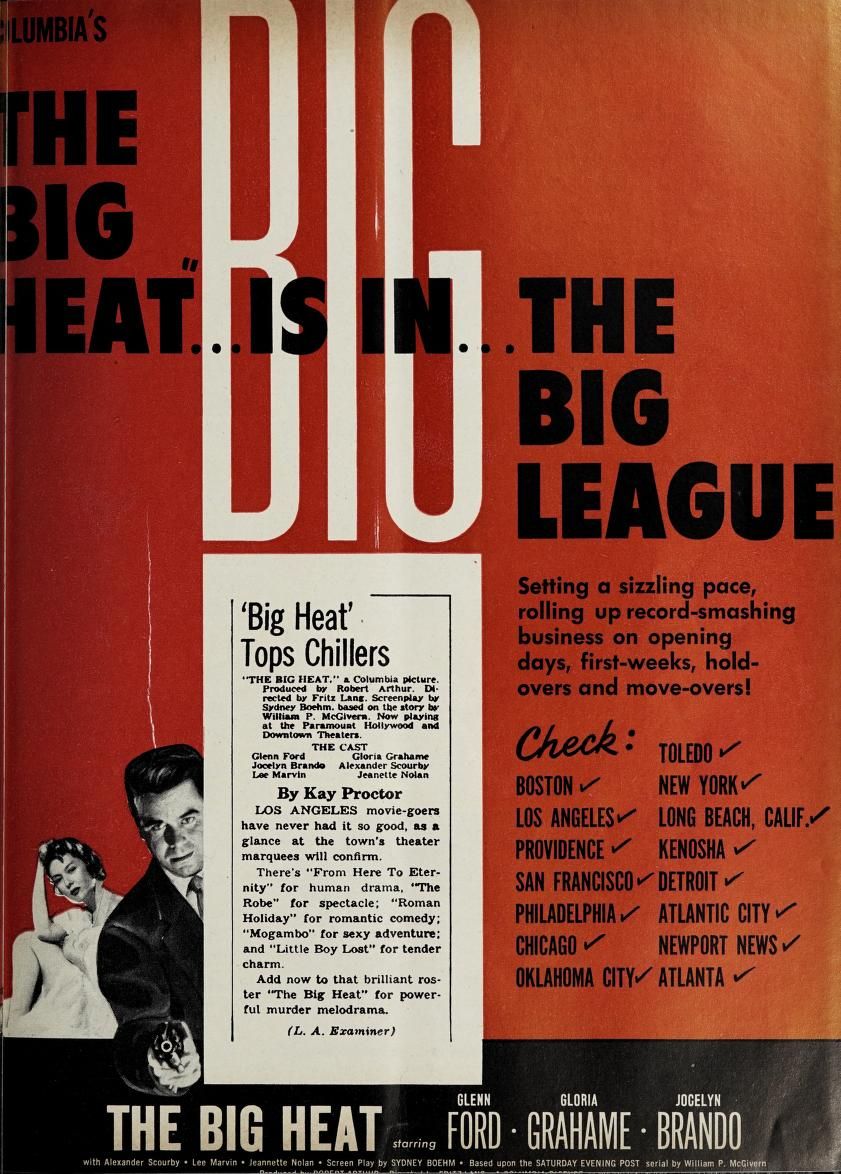 COLUMBIA'S
THE
BIG
HEAT"...IS IN...THE
BIG
LEAGUE
BIG
Setting a sizzling pace,
rolling up record-smashing
business on opening
days, first-weeks, hold-
overs and move-overs!
Check:
TOLEDO ✓
BOSTON ✓ NEW YORK ✓
LOS ANGELES ✓ LONG BEACH, CALIF. ✓
PROVIDENCE ✓ KENOSHA ✓
SAN FRANCISCO ✓ DETROIT ✓
PHILADELPHIA ✓ ATLANTIC CITY ✓
CHICAGO ✓ NEWPORT NEWS ✓
OKLAHOMA CITY ✓ ATLANTA ✓
'Big Heat'
Tops Chillers
"THE BIG HEAT." a Columbia picture.
Produced by Robert Arthur. Di-
rected by Fritz Lang. Screenplay by
Sydney Boehm. based on the story by
William P. McGivern. Now playing
at the Paramount Hollywood and
Downtown Theaters.
THE CAST
Glenn Ford Gloria Grahame
Jocelyn Brando Alexander Scourby
Lee Marvin Jeanette Nolan
By Kay Proctor
LOS ANGELES movie-goers
have never had it so good, as a
glance at the town's theater
marquees will confirm.
There's "From Here To Eter-
nity" for human drama, "The
Robe" for spectacle; "Roman
Holiday" for romantic comedy;
"Mogambo" for sexy adventure;
and "Little Boy Lost" for tender
charm.
Add now to that brilliant ros-
ter "The Big Heat" for power-
ful murder melodrama.
(L. A. Examiner)
THE BIG HEAT starring
GLENN FORD · GLORIA GRAHAME · JOCELYN BRANDO
with Alexander Scourby • Lee Marvin • Jeannette Nolan • Screen Play by SYDNEY BOEHM • Based upon the SATURDAY EVENING POST serial by William P. McGivern